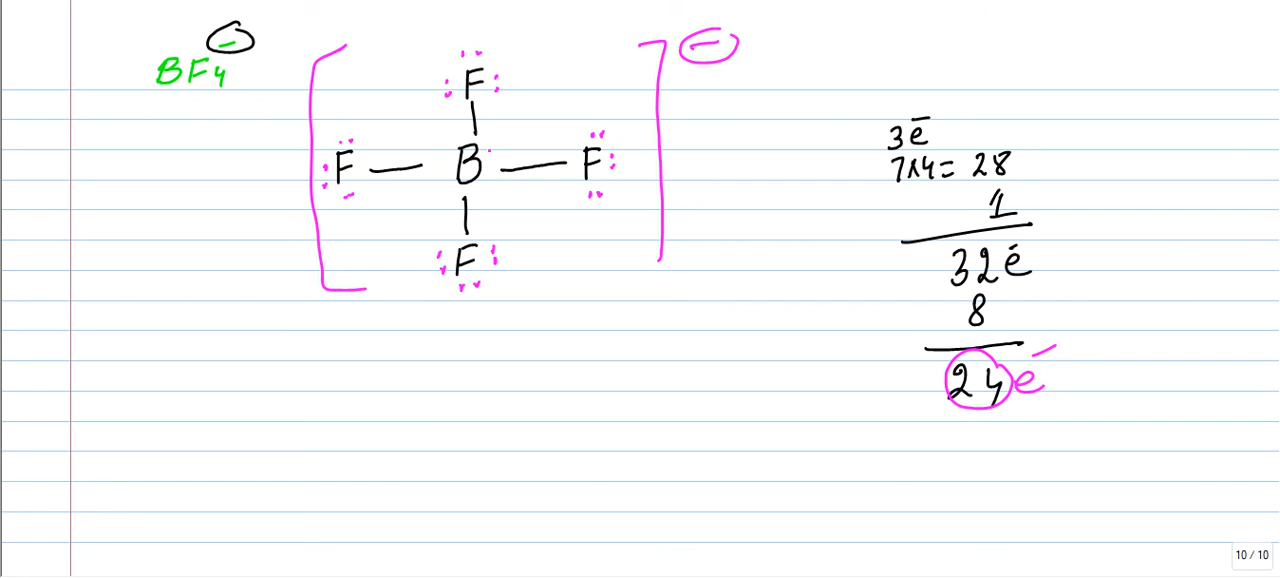 BF4 -
[ F ] -
F — B — F
F
3e-
7x4= 28
1
32e-
8
24e-
10 / 10